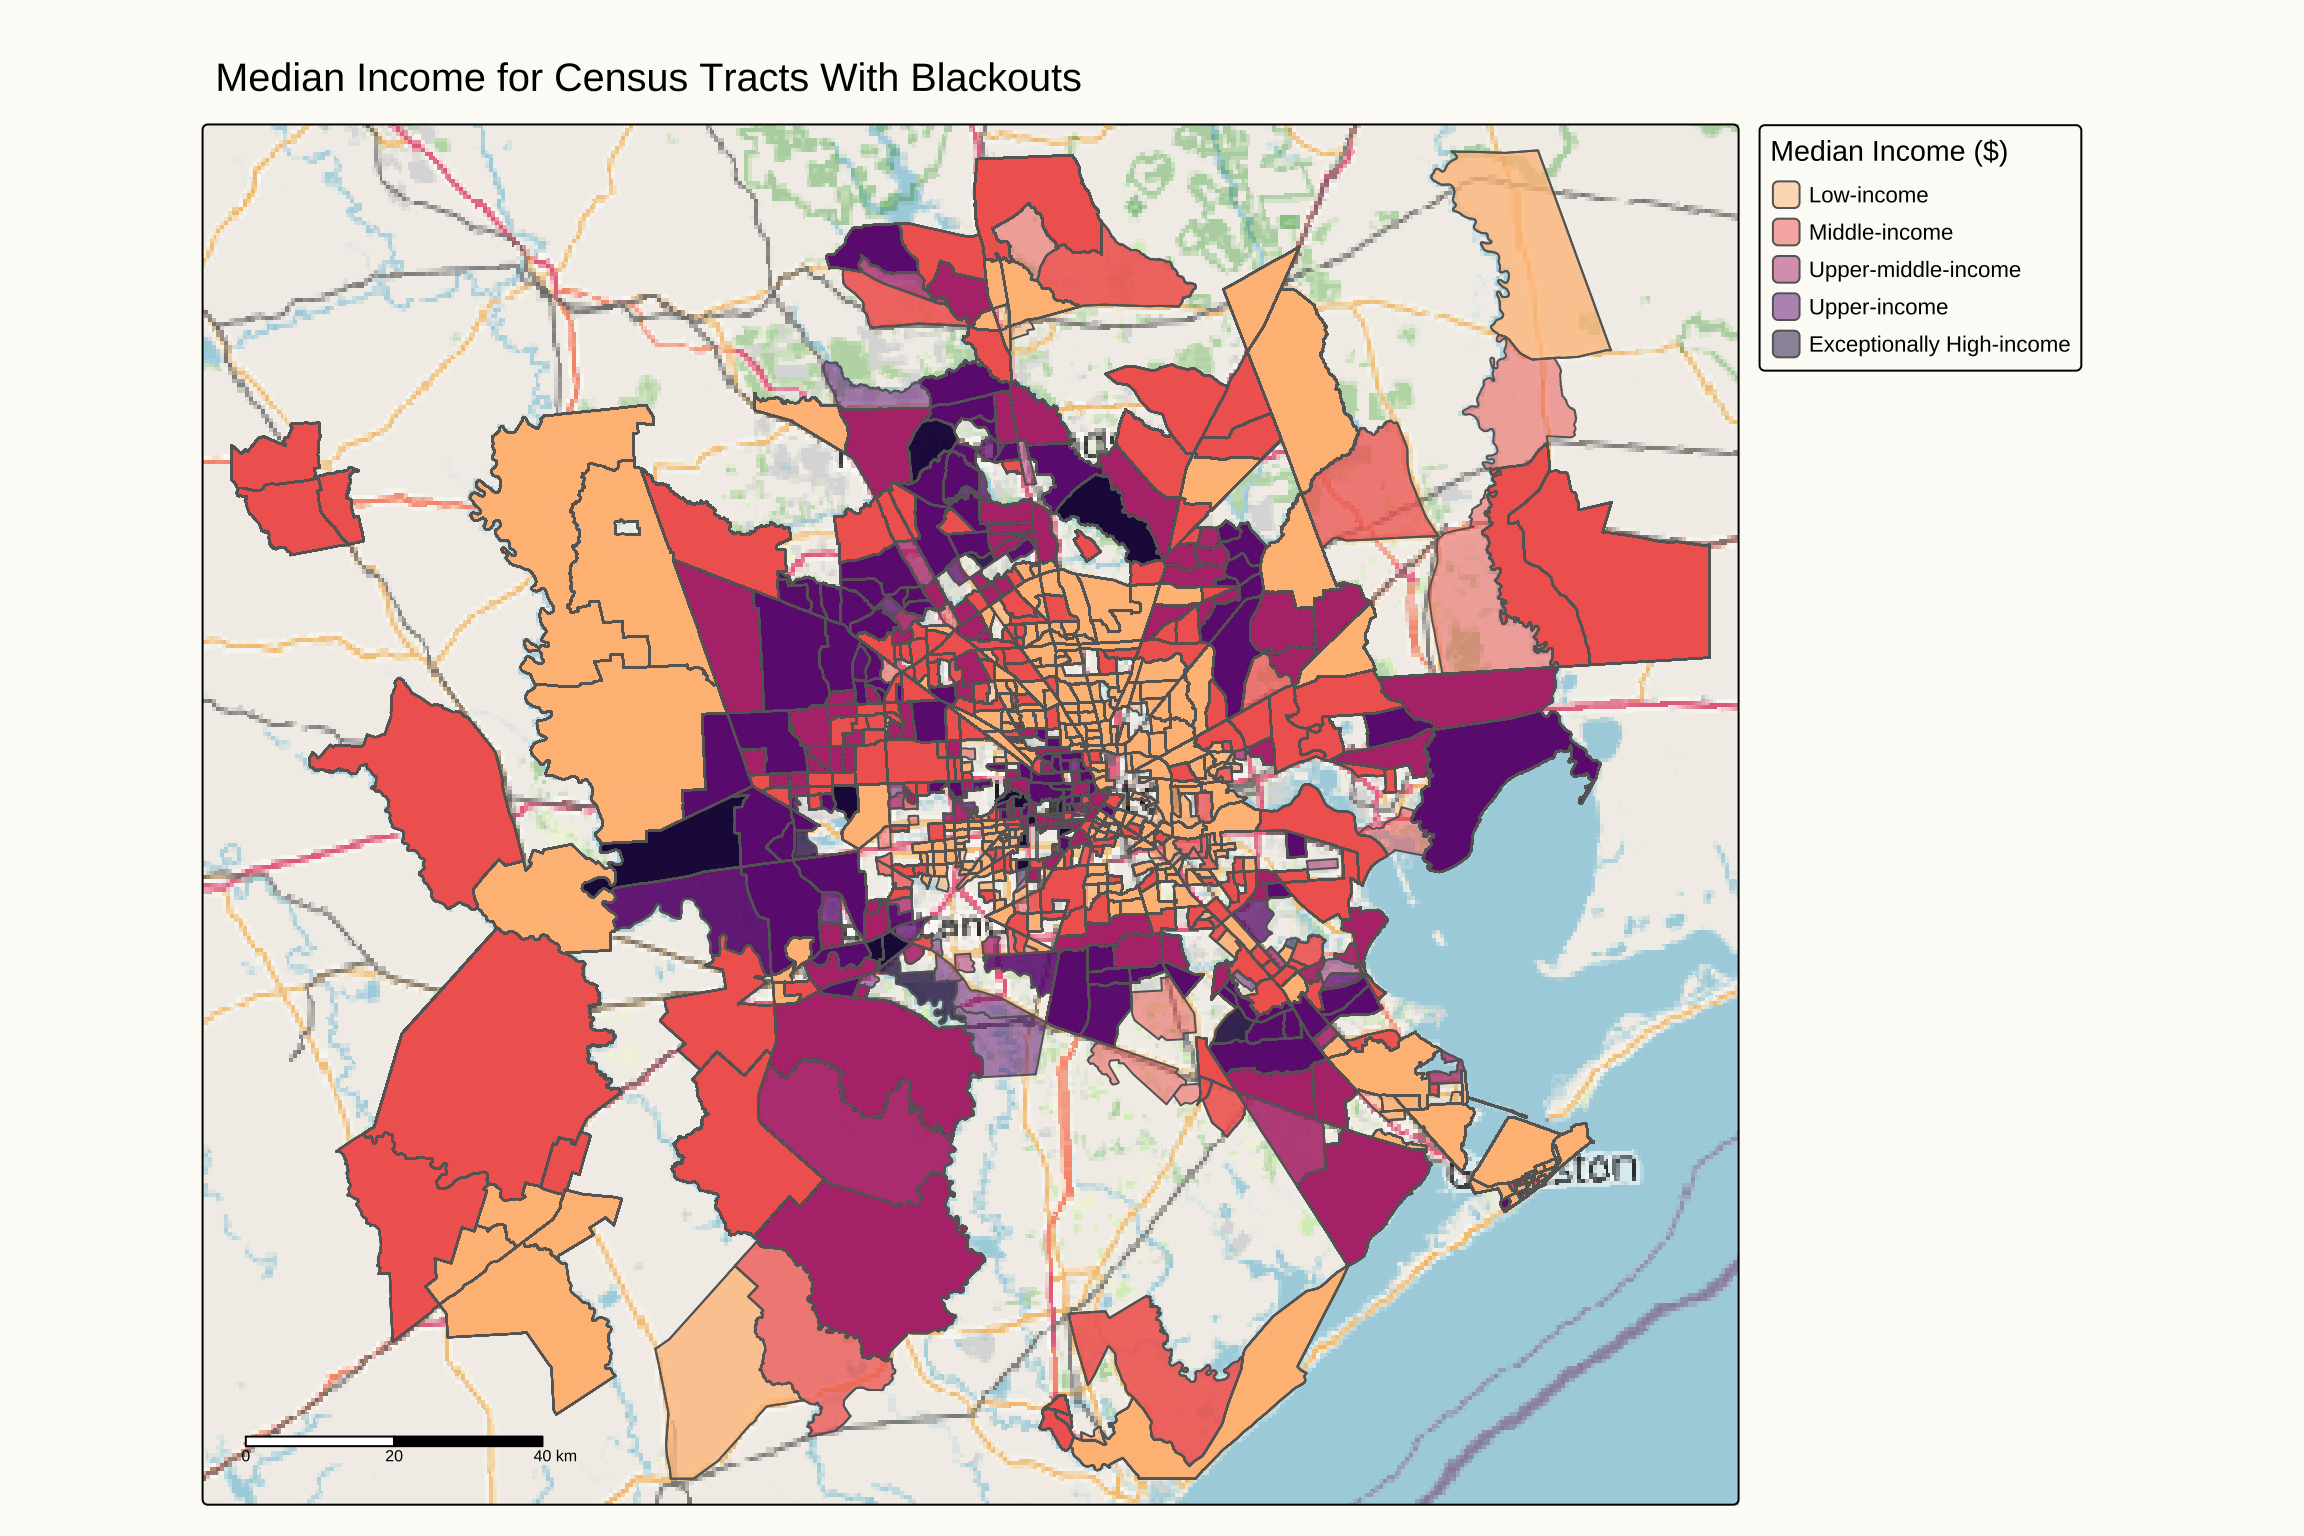 Median Income for Census Tracts With Blackouts
Median Income ($)
Low-income
Middle-income
Upper-middle-income
Upper-income
Exceptionally High-income
0 20 40 km